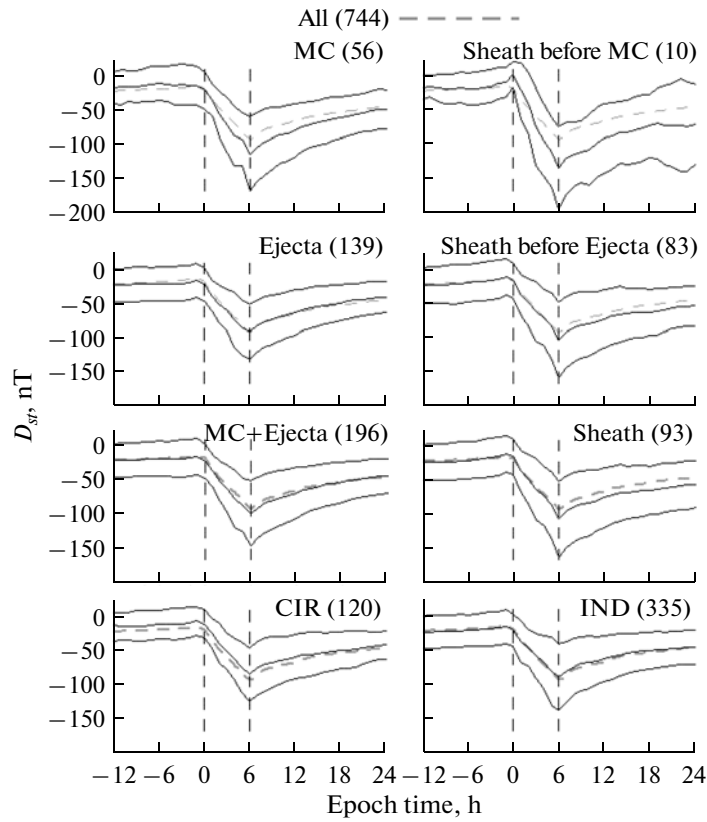 All (744)
MC (56)
Sheath before MC (10)
0
−50
−100
−150
−200
Ejecta (139)
Sheath before Ejecta (83)
0
−50
−100
−150
MC+Ejecta (196)
Sheath (93)
0
−50
−100
−150
CIR (120)
IND (335)
0
−50
−100
−150
D_st, nT
−12 −6 0 6 12 18 24 −12 −6 0 6 12 18 24
Epoch time, h